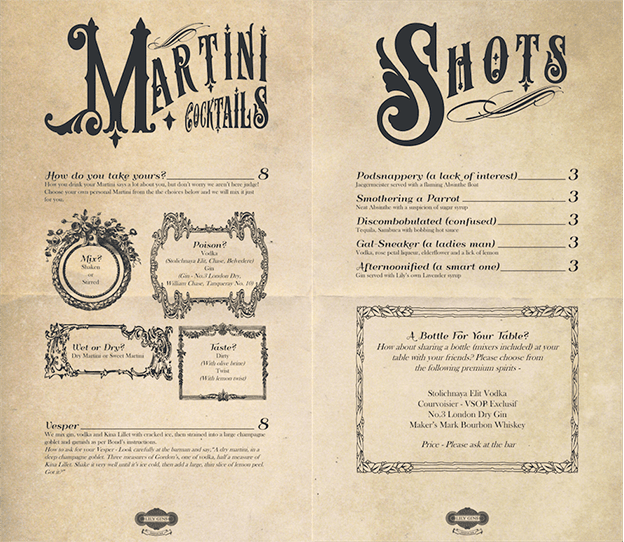 MARTINI
COCKTAILS
How do you take yours? 8
How you drink your Martini says a lot about you, but don't worry we aren't here judge!
Choose your own personal Martini from the the choices below and we will mix it just
for you.
Mix?
Shaken
or
Stirred
Poison?
Vodka
(Stolichnaya Elit, Chase, Belvedere)
Gin
(Gin - No.3 London Dry,
William Chase, Tanqueray No. 10)
Wet or Dry?
Dry Martini or Sweet Martini
Taste?
Dirty
(With olive brine)
Twist
(With lemon twist)
Vesper 8
We mix gin, vodka and Kina Lillet with cracked ice, then strained into a large champagne
goblet and garnish as per Bond's instructions.
How to ask for your Vesper - Look carefully at the barman and say,"A dry martini, in a
deep champagne goblet. Three measures of Gordon's, one of vodka, half a measure of
Kina Lillet. Shake it very well until it's ice cold, then add a large, thin slice of lemon peel.
Got it?"
LILY GINS
SHOTS
Podsnappery (a lack of interest) 3
Jaegermeister served with a flaming Absinthe float
Smothering a Parrot 3
Neat Absinthe with a suspicion of sugar syrup
Discombobulated (confused) 3
Tequila, Sambuca with bobbing hot sauce
Gal-Sneaker (a ladies man) 3
Vodka, rose petal liqueur, elderflower and a lick of lemon
Afternoonified (a smart one) 3
Gin served with Lily's own Lavender syrup
A Bottle For Your Table?
How about sharing a bottle (mixers included) at your
table with your friends? Please choose from
the following premium spirits -
Stolichnaya Elit Vodka
Courvoisier - VSOP Exclusif
No.3 London Dry Gin
Maker's Mark Bourbon Whiskey
Price - Please ask at the bar
LILY GINS